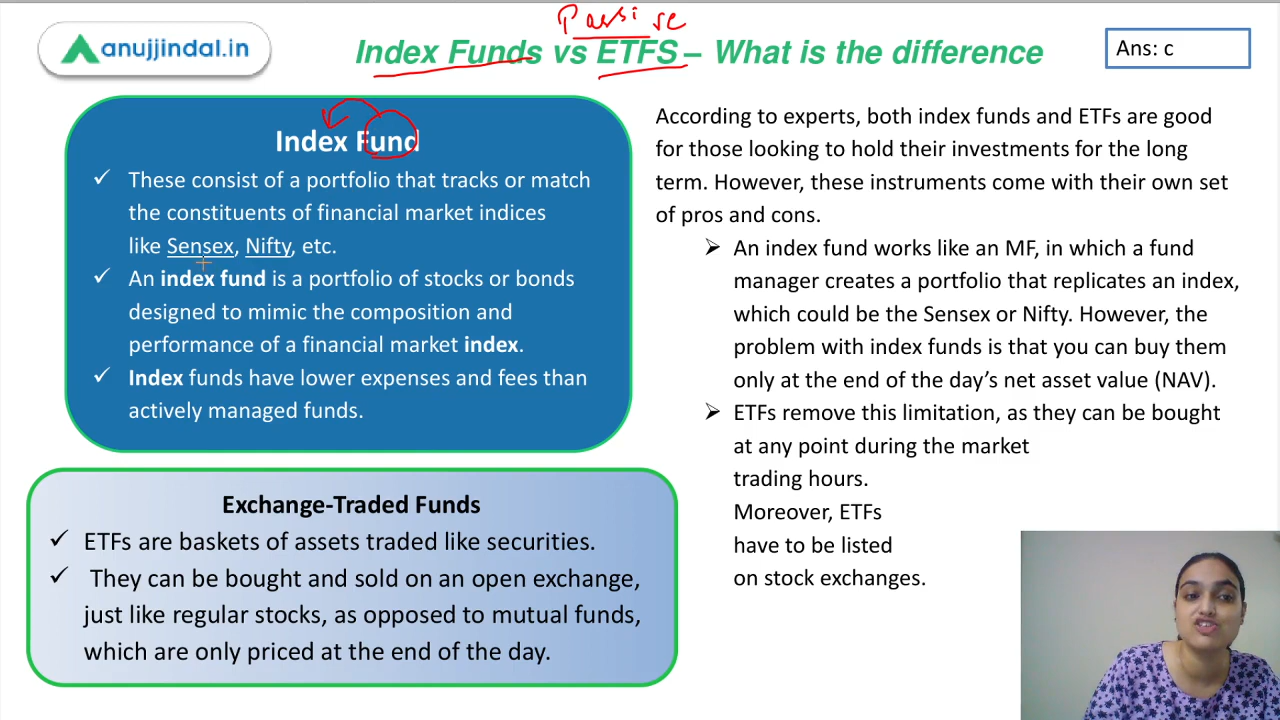 Passive
anujjindal.in
Index Funds vs ETFS – What is the difference
Ans: c
Index Fund
✓ These consist of a portfolio that tracks or match
the constituents of financial market indices
like Sensex, Nifty, etc.
✓ An index fund is a portfolio of stocks or bonds
designed to mimic the composition and
performance of a financial market index.
✓ Index funds have lower expenses and fees than
actively managed funds.
Exchange-Traded Funds
✓ ETFs are baskets of assets traded like securities.
✓ They can be bought and sold on an open exchange,
just like regular stocks, as opposed to mutual funds,
which are only priced at the end of the day.
According to experts, both index funds and ETFs are good
for those looking to hold their investments for the long
term. However, these instruments come with their own set
of pros and cons.
➢ An index fund works like an MF, in which a fund
manager creates a portfolio that replicates an index,
which could be the Sensex or Nifty. However, the
problem with index funds is that you can buy them
only at the end of the day’s net asset value (NAV).
➢ ETFs remove this limitation, as they can be bought
at any point during the market
trading hours.
Moreover, ETFs
have to be listed
on stock exchanges.